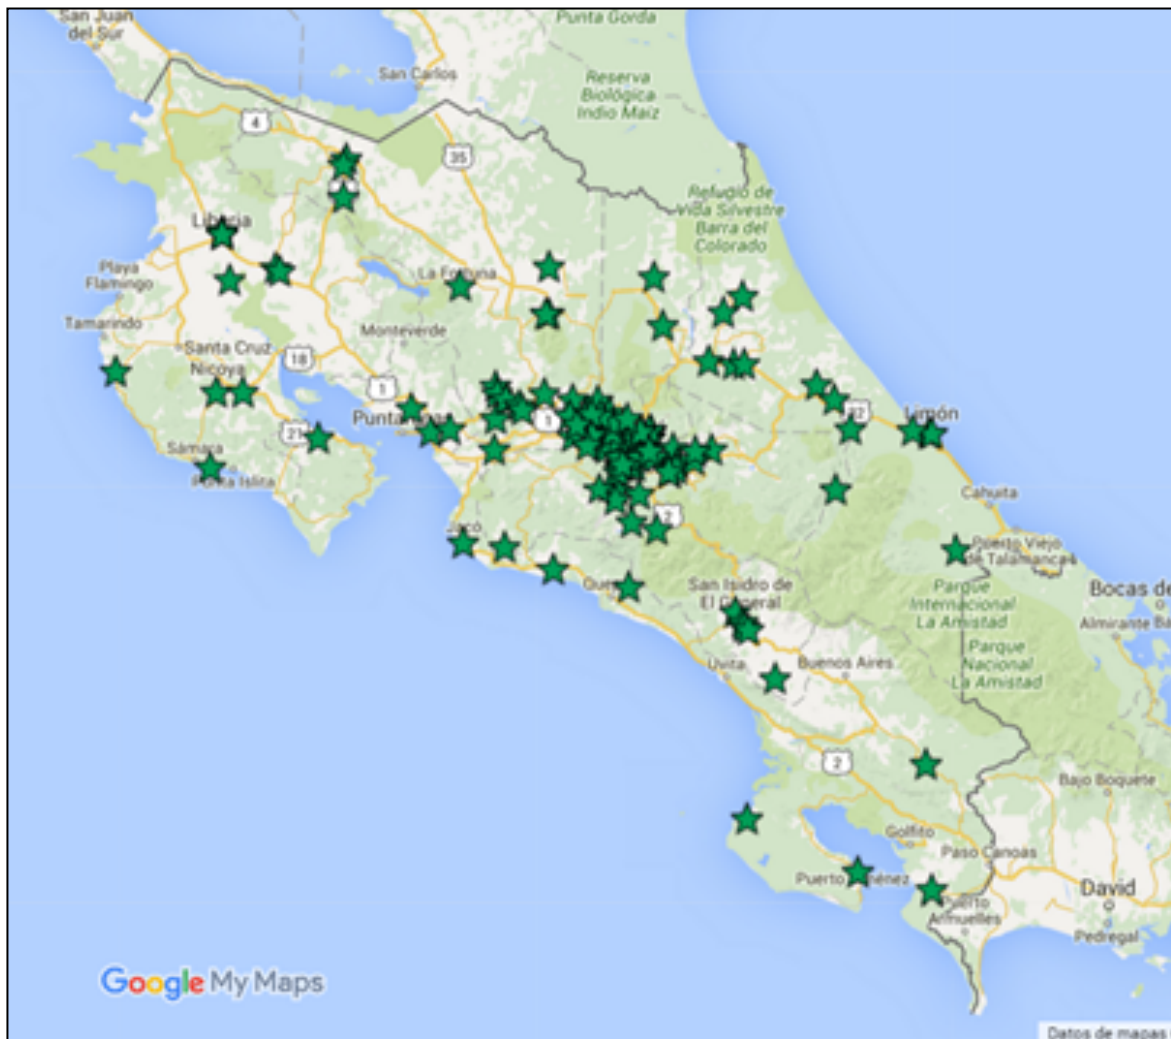 San Juan
del Sur
Punta Gorda
San Carlos
Reserva
Biológica
Indio Maíz
4
35
Refugio de
Vida Silvestre
Barra del
Colorado
Liberia
Playa
Flamingo
La Fortuna
Tamarindo
Monteverde
Santa Cruz
Nicoya
18
1
1
21
Limón
Sámara
Punta Islita
2
Cahuita
Jacó
Puerto Viejo
de Talamanca
San Isidro de
El General
Parque
Internacional
La Amistad
Bocas de
Almirante
Parque
Nacional
La Amistad
Uvita
Buenos Aires
2
Bajo Boquete
Golfito
Paso Canoas
David
Puerto
Armuelles
Pedregal
Google My Maps
Datos de mapas